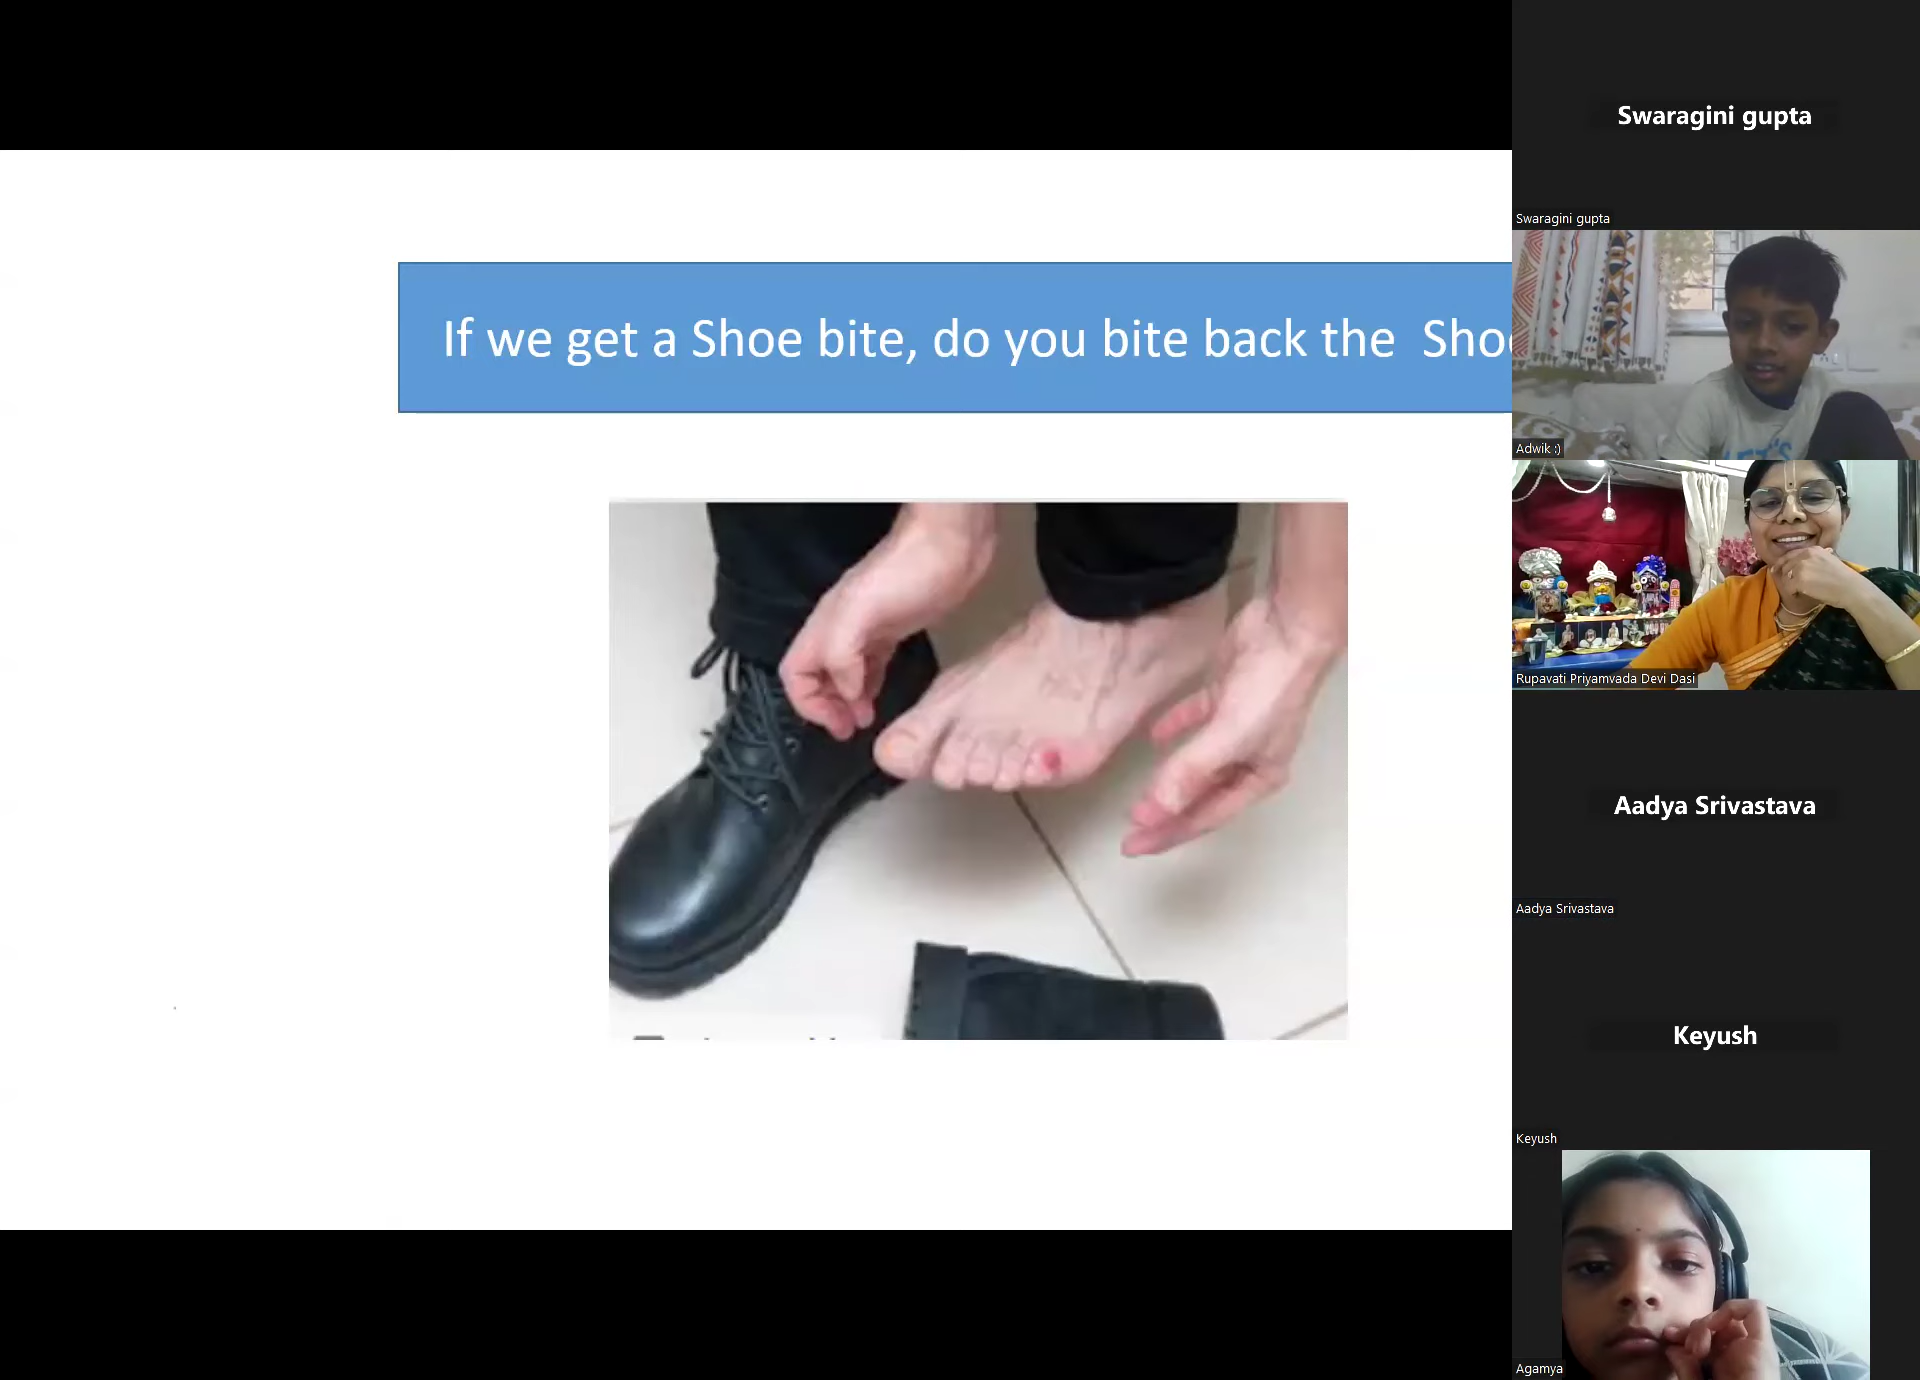 If we get a Shoe bite, do you bite back the  Shoe
Swaragini gupta
Swaragini gupta
Adwik :)
Rupavati Priyamvada Devi Dasi
Aadya Srivastava
Aadya Srivastava
Keyush
Keyush
Agamya